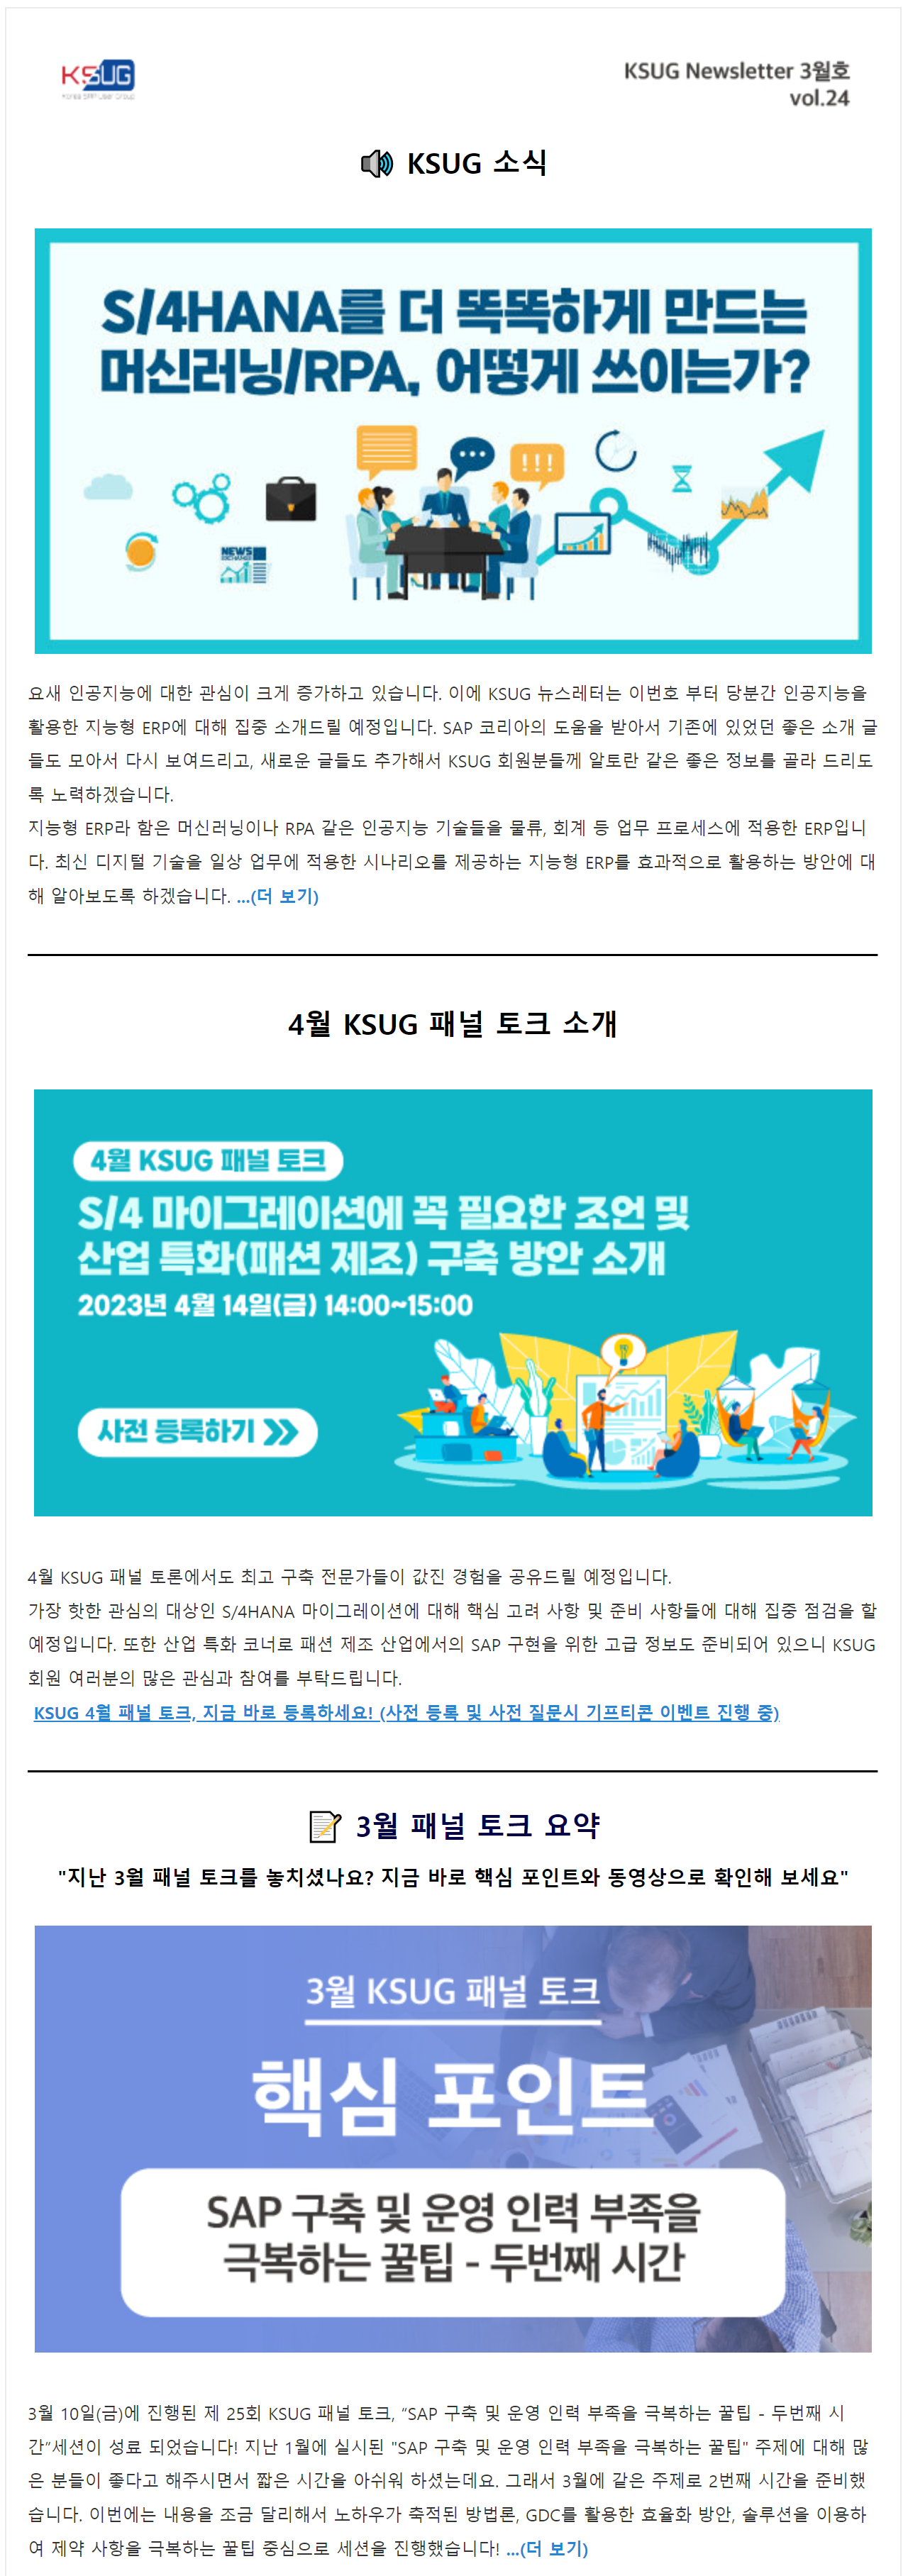 KSUG
Korea SAP User Group
KSUG Newsletter 3월호
vol.24
KSUG 소식
S/4HANA를 더 똑똑하게 만드는
머신러닝/RPA, 어떻게 쓰이는가?
NEWS
요새 인공지능에 대한 관심이 크게 증가하고 있습니다. 이에 KSUG 뉴스레터는 이번호 부터 당분간 인공지능을
활용한 지능형 ERP에 대해 집중 소개드릴 예정입니다. SAP 코리아의 도움을 받아서 기존에 있었던 좋은 소개 글
들도 모아서 다시 보여드리고, 새로운 글들도 추가해서 KSUG 회원분들께 알토란 같은 좋은 정보를 골라 드리도
록 노력하겠습니다.
지능형 ERP라 함은 머신러닝이나 RPA 같은 인공지능 기술들을 물류, 회계 등 업무 프로세스에 적용한 ERP입니
다. 최신 디지털 기술을 일상 업무에 적용한 시나리오를 제공하는 지능형 ERP를 효과적으로 활용하는 방안에 대
해 알아보도록 하겠습니다. ...(더 보기)
4월 KSUG 패널 토크 소개
4월 KSUG 패널 토크
S/4 마이그레이션에 꼭 필요한 조언 및
산업 특화(패션 제조) 구축 방안 소개
2023년 4월 14일(금) 14:00~15:00
사전 등록하기
4월 KSUG 패널 토론에서도 최고 구축 전문가들이 값진 경험을 공유드릴 예정입니다.
가장 핫한 관심의 대상인 S/4HANA 마이그레이션에 대해 핵심 고려 사항 및 준비 사항들에 대해 집중 점검을 할
예정입니다. 또한 산업 특화 코너로 패션 제조 산업에서의 SAP 구현을 위한 고급 정보도 준비되어 있으니 KSUG
회원 여러분의 많은 관심과 참여를 부탁드립니다.
KSUG 4월 패널 토크, 지금 바로 등록하세요! (사전 등록 및 사전 질문시 기프티콘 이벤트 진행 중)
3월 패널 토크 요약
"지난 3월 패널 토크를 놓치셨나요? 지금 바로 핵심 포인트와 동영상으로 확인해 보세요"
3월 KSUG 패널 토크
핵심 포인트
SAP 구축 및 운영 인력 부족을
극복하는 꿀팁 - 두번째 시간
3월 10일(금)에 진행된 제 25회 KSUG 패널 토크, “SAP 구축 및 운영 인력 부족을 극복하는 꿀팁 - 두번째 시
간”세션이 성료 되었습니다! 지난 1월에 실시된 "SAP 구축 및 운영 인력 부족을 극복하는 꿀팁" 주제에 대해 많
은 분들이 좋다고 해주시면서 짧은 시간을 아쉬워 하셨는데요. 그래서 3월에 같은 주제로 2번째 시간을 준비했
습니다. 이번에는 내용을 조금 달리해서 노하우가 축적된 방법론, GDC를 활용한 효율화 방안, 솔루션을 이용하
여 제약 사항을 극복하는 꿀팁 중심으로 세션을 진행했습니다! ...(더 보기)